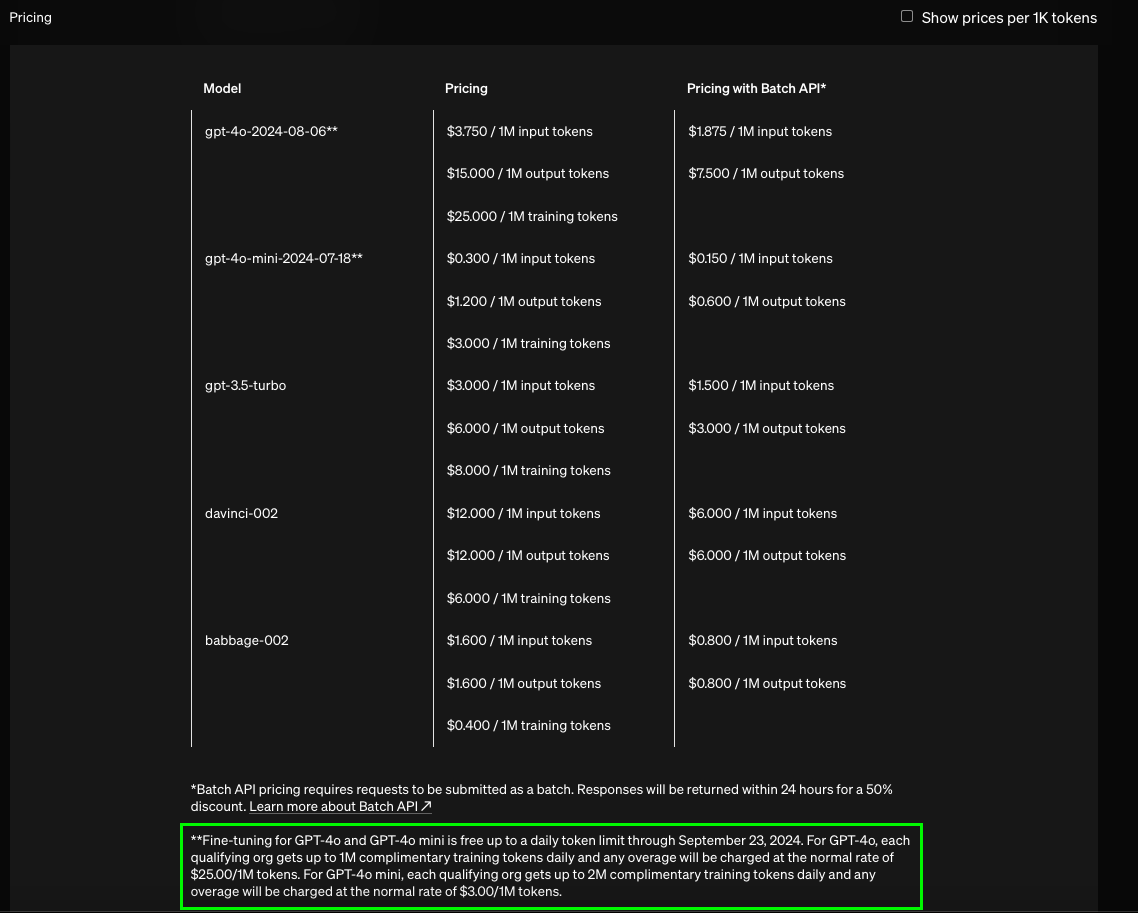 Pricing
Show prices per 1K tokens
Model Pricing Pricing with Batch API*
gpt-4o-2024-08-06** $3.750 / 1M input tokens $1.875 / 1M input tokens
$15.000 / 1M output tokens $7.500 / 1M output tokens
$25.000 / 1M training tokens
gpt-4o-mini-2024-07-18** $0.300 / 1M input tokens $0.150 / 1M input tokens
$1.200 / 1M output tokens $0.600 / 1M output tokens
$3.000 / 1M training tokens
gpt-3.5-turbo $3.000 / 1M input tokens $1.500 / 1M input tokens
$6.000 / 1M output tokens $3.000 / 1M output tokens
$8.000 / 1M training tokens
davinci-002 $12.000 / 1M input tokens $6.000 / 1M input tokens
$12.000 / 1M output tokens $6.000 / 1M output tokens
$6.000 / 1M training tokens
babbage-002 $1.600 / 1M input tokens $0.800 / 1M input tokens
$1.600 / 1M output tokens $0.800 / 1M output tokens
$0.400 / 1M training tokens
*Batch API pricing requires requests to be submitted as a batch. Responses will be returned within 24 hours for a 50%
discount. Learn more about Batch API ↗
**Fine-tuning for GPT-4o and GPT-4o mini is free up to a daily token limit through September 23, 2024. For GPT-4o, each
qualifying org gets up to 1M complimentary training tokens daily and any overage will be charged at the normal rate of
$25.00/1M tokens. For GPT-4o mini, each qualifying org gets up to 2M complimentary training tokens daily and any
overage will be charged at the normal rate of $3.00/1M tokens.